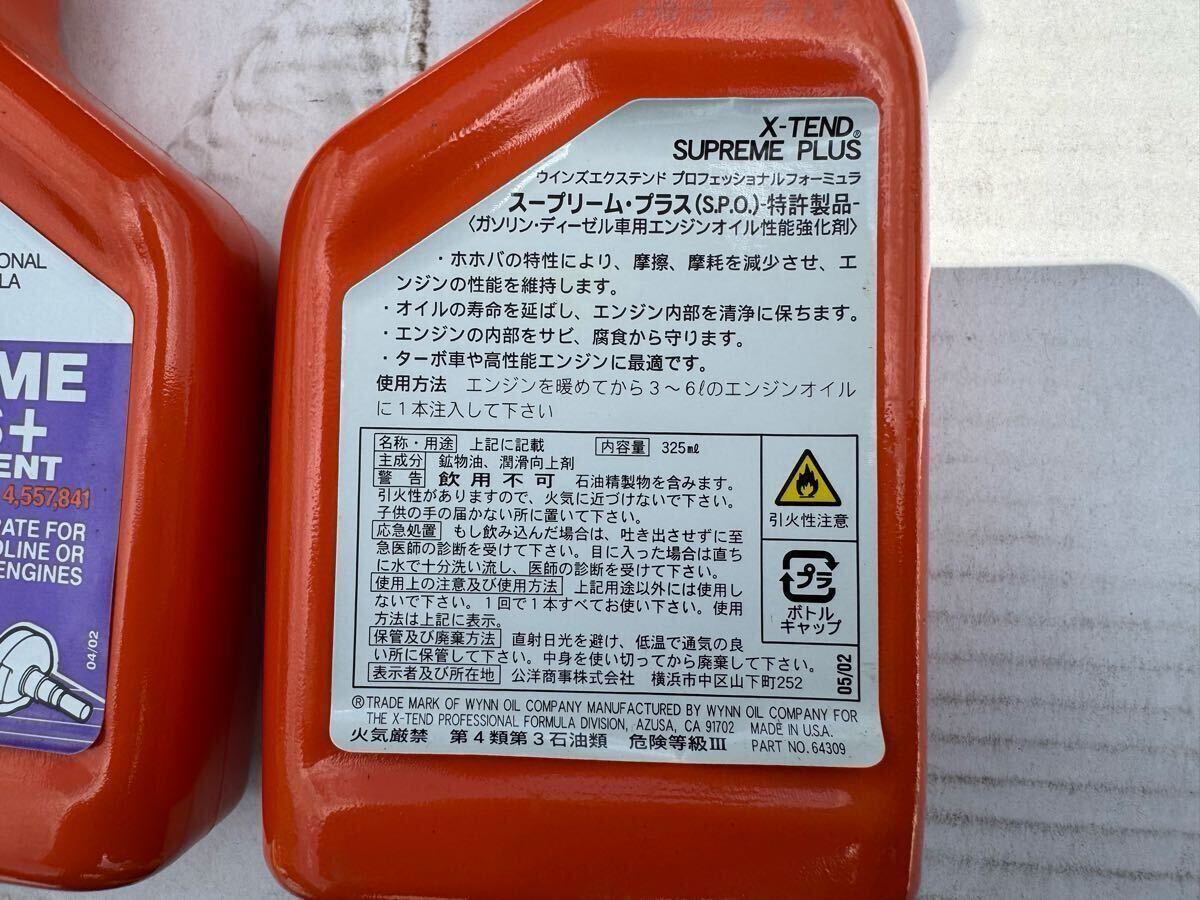 ONAL
LA
ME
S+
ENT
4,557,841
RATE FOR
OLINE OR
ENGINES
04/02
X-TEND®
SUPREME PLUS
ウインズエクステンド プロフェッショナルフォーミュラ
スープリーム・プラス(S.P.O.)-特許製品-
〈ガソリン・ディーゼル車用エンジンオイル性能強化剤〉
・ホホバの特性により、摩擦、摩耗を減少させ、エ
ンジンの性能を維持します。
・オイルの寿命を延ばし、エンジン内部を清浄に保ちます。
・エンジンの内部をサビ、腐食から守ります。
・ターボ車や高性能エンジンに最適です。
使用方法 エンジンを暖めてから3〜6ℓのエンジンオイル
に1本注入して下さい
名称・用途 上記に記載 内容量 325mℓ
主成分 鉱物油、潤滑向上剤
警告 飲用不可 石油精製物を含みます。
引火性がありますので、火気に近づけないで下さい。
子供の手の届かない所に置いて下さい。
応急処置 もし飲み込んだ場合は、吐き出させずに至
急医師の診断を受けて下さい。目に入った場合は直ち
に水で十分洗い流し、医師の診断を受けて下さい。
使用上の注意及び使用方法 上記用途以外には使用し
ないで下さい。1回で1本すべてお使い下さい。使用
方法は上記に表示。
保管及び廃棄方法 直射日光を避け、低温で通気の良
い所に保管して下さい。中身を使い切ってから廃棄して下さい。
表示者及び所在地 公洋商事株式会社 横浜市中区山下町252
引火性注意
プラ
ボトル
キャップ
05/02
®TRADE MARK OF WYNN OIL COMPANY MANUFACTURED BY WYNN OIL COMPANY FOR
THE X-TEND PROFESSIONAL FORMULA DIVISION, AZUSA, CA 91702 MADE IN U.S.A.
火気厳禁 第4類第3石油類 危険等級III PART NO. 64309